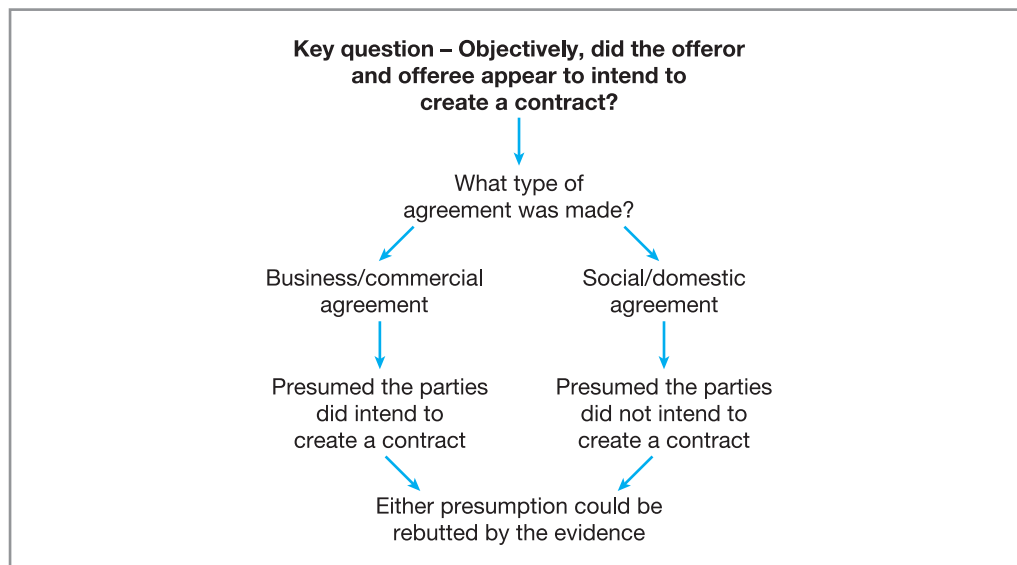 Key question – Objectively, did the offeror
and offeree appear to intend to
create a contract?
What type of
agreement was made?
Business/commercial
agreement
Social/domestic
agreement
Presumed the parties
did intend to
create a contract
Presumed the parties
did not intend to
create a contract
Either presumption could be
rebutted by the evidence